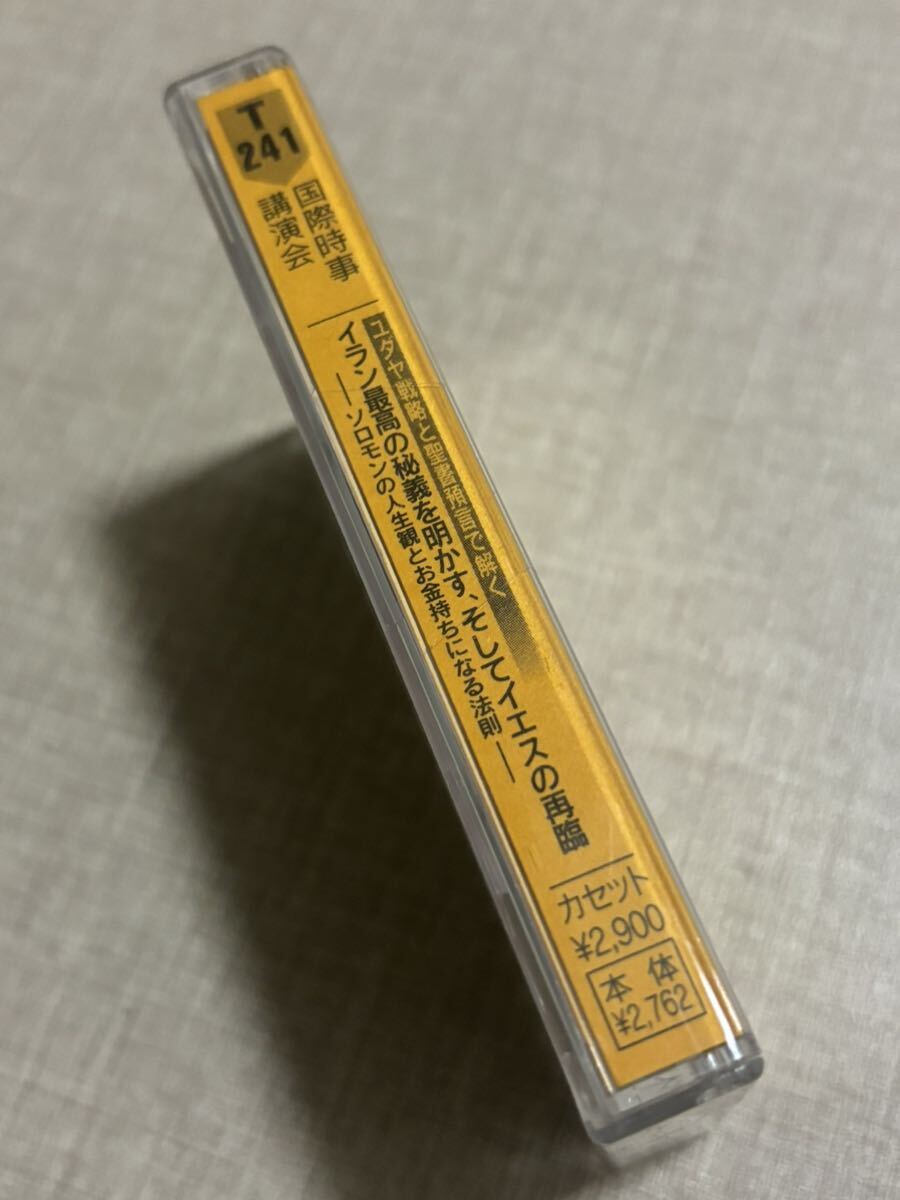 T
241
国際時事
講演会
ユダヤ戦略と聖書預言で解く
イラン最高の秘義を明かす、そしてイエスの再臨
―ソロモンの人生観とお金持ちになる法則―
カセット
¥2,900
本体
¥2,762